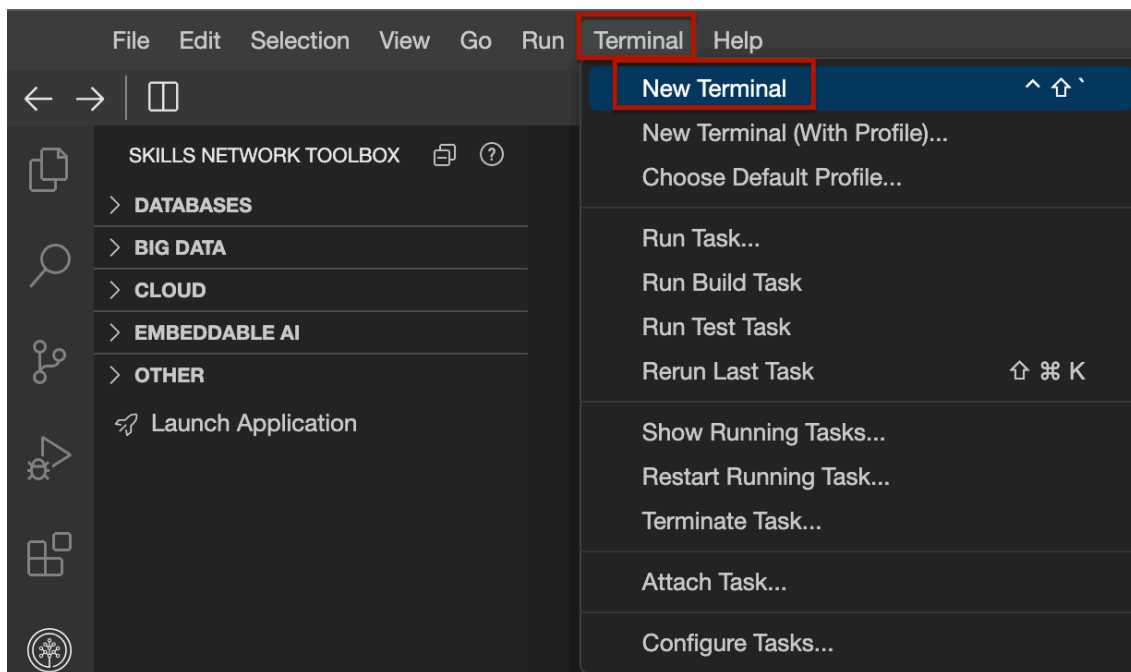 File Edit Selection View Go Run Terminal Help
New Terminal ^ ⇧ `
New Terminal (With Profile)...
Choose Default Profile...
Run Task...
Run Build Task
Run Test Task
Rerun Last Task ⇧ ⌘ K
Show Running Tasks...
Restart Running Task...
Terminate Task...
Attach Task...
Configure Tasks...
SKILLS NETWORK TOOLBOX
DATABASES
BIG DATA
CLOUD
EMBEDDABLE AI
OTHER
Launch Application